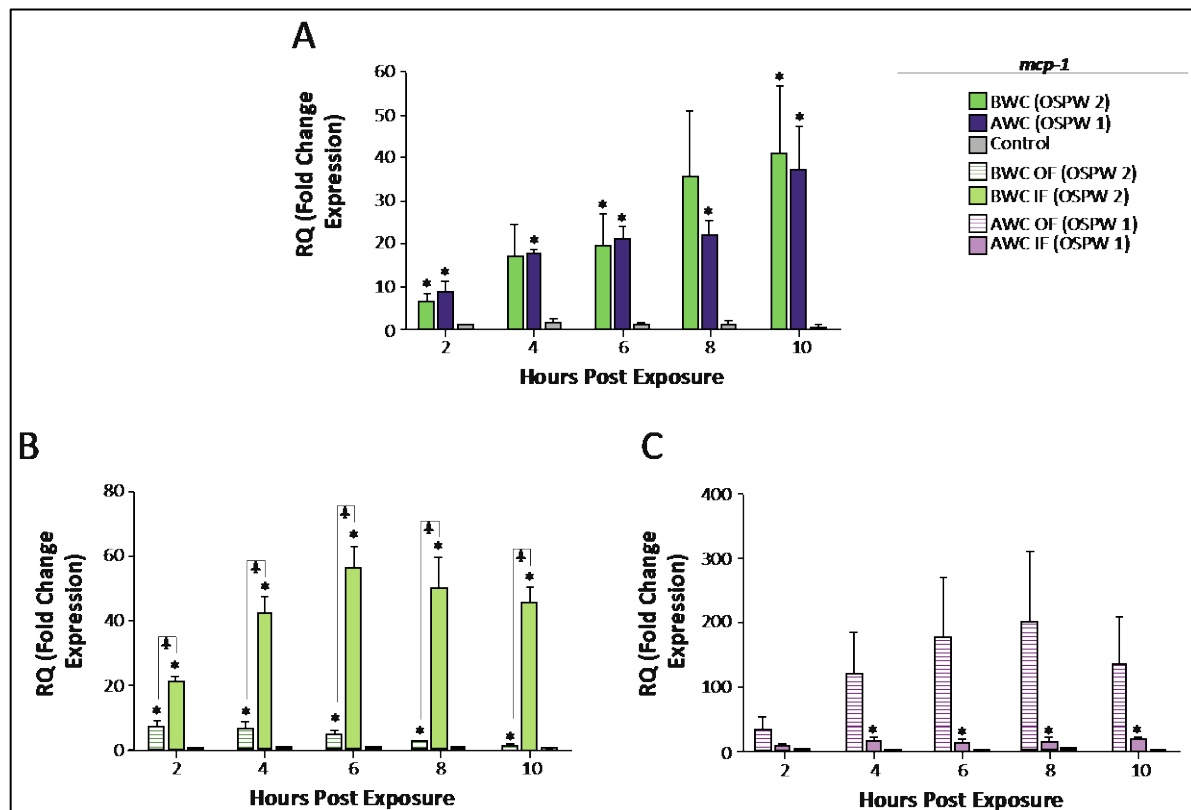 A
mcp-1
RQ (Fold Change
Expression)
60
50
40
30
20
10
0
* * * * * * * *
2 4 6 8 10
Hours Post Exposure
BWC (OSPW 2)
AWC (OSPW 1)
Control
BWC OF (OSPW 2)
BWC IF (OSPW 2)
AWC OF (OSPW 1)
AWC IF (OSPW 1)
B
RQ (Fold Change
Expression)
80
60
40
20
0
* * * * * * * * * *
2 4 6 8 10
Hours Post Exposure
C
RQ (Fold Change
Expression)
400
300
200
100
0
* * * *
2 4 6 8 10
Hours Post Exposure